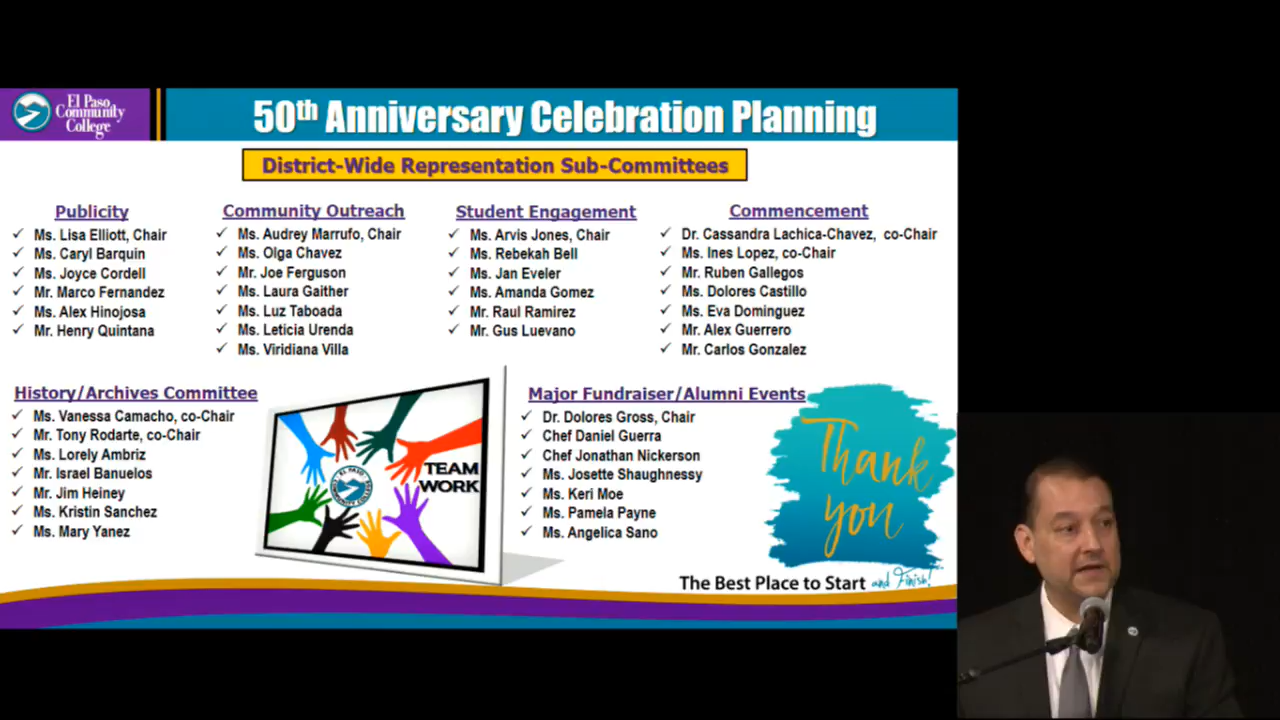 El Paso
Community
College
50th Anniversary Celebration Planning
District-Wide Representation Sub-Committees
Publicity
✓ Ms. Lisa Elliott, Chair
✓ Ms. Caryl Barquin
✓ Ms. Joyce Cordell
✓ Mr. Marco Fernandez
✓ Ms. Alex Hinojosa
✓ Mr. Henry Quintana
Community Outreach
✓ Ms. Audrey Marrufo, Chair
✓ Ms. Olga Chavez
✓ Mr. Joe Ferguson
✓ Ms. Laura Gaither
✓ Ms. Luz Taboada
✓ Ms. Leticia Urenda
✓ Ms. Viridiana Villa
Student Engagement
✓ Ms. Arvis Jones, Chair
✓ Ms. Rebekah Bell
✓ Ms. Jan Eveler
✓ Ms. Amanda Gomez
✓ Mr. Raul Ramirez
✓ Mr. Gus Luevano
Commencement
✓ Dr. Cassandra Lachica-Chavez, co-Chair
✓ Ms. Ines Lopez, co-Chair
✓ Mr. Ruben Gallegos
✓ Ms. Dolores Castillo
✓ Ms. Eva Dominguez
✓ Mr. Alex Guerrero
✓ Mr. Carlos Gonzalez
History/Archives Committee
✓ Ms. Vanessa Camacho, co-Chair
✓ Mr. Tony Rodarte, co-Chair
✓ Ms. Lorely Ambriz
✓ Mr. Israel Banuelos
✓ Mr. Jim Heiney
✓ Ms. Kristin Sanchez
✓ Ms. Mary Yanez
TEAM
WORK
EL PASO
COMMUNITY COLLEGE
Major Fundraiser/Alumni Events
✓ Dr. Dolores Gross, Chair
✓ Chef Daniel Guerra
✓ Chef Jonathan Nickerson
✓ Ms. Josette Shaughnessy
✓ Ms. Keri Moe
✓ Ms. Pamela Payne
✓ Ms. Angelica Sano
Thank
you
The Best Place to Start and Finish!